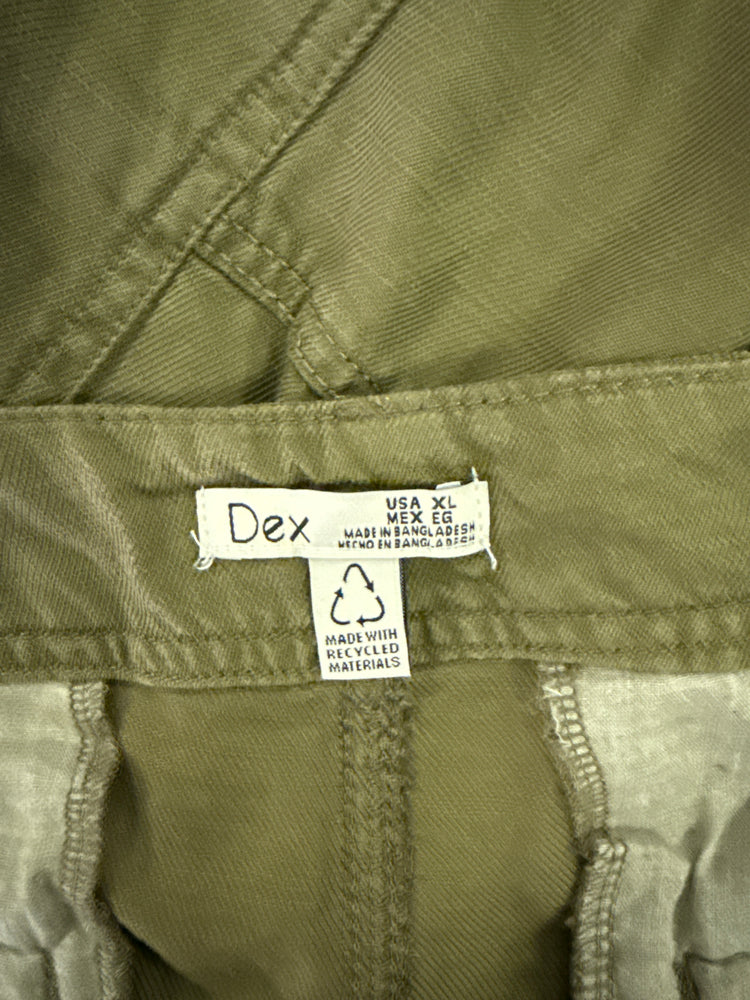 Dex
USA XL
MEX EG
MADE IN BANGLADESH
HECHO EN BANGLADESH
MADE WITH
RECYCLED
MATERIALS